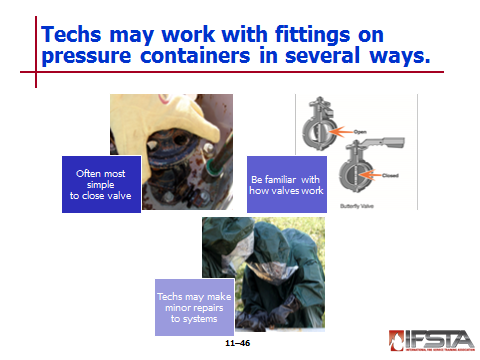 Techs may work with fittings on
pressure containers in several ways.
Often most
simple
to close valve
Be familiar with
how valves work
Open
Closed
Butterfly Valve
Techs may make
minor repairs
to systems
11–46
IFSTA
INTERNATIONAL FIRE SERVICE TRAINING ASSOCIATION